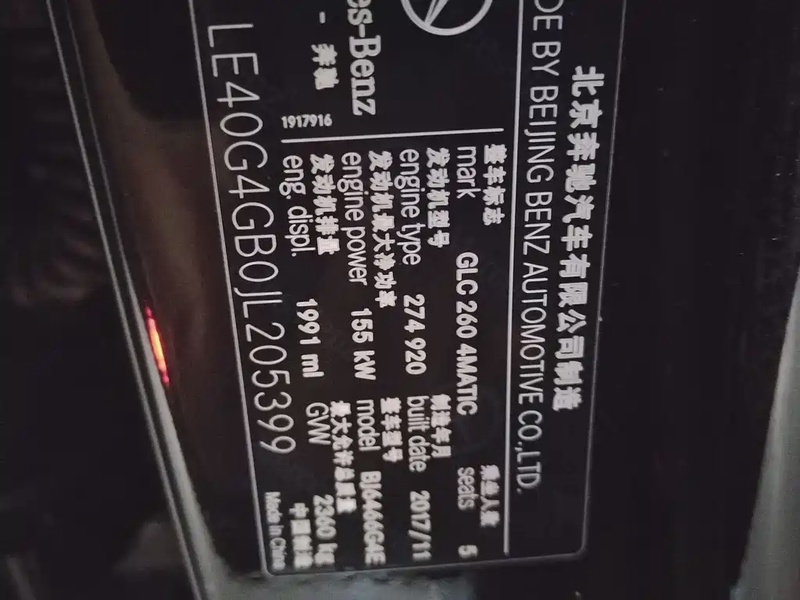 北京奔驰汽车有限公司制造
DE BY BEIJING BENZ AUTOMOTIVE CO.,LTD.
es-Benz
- 奔驰
1917916
整车标志 乘坐人数
mark GLC 260 4MATIC seats 5
发动机型号 制造年月
engine type 274 920 built date 2017/11
发动机最大净功率 整车型号
engine power 155 kW model BJ6466G4E
发动机排量 最大允许总质量
eng. displ. 1991 ml GVW 2360 kg
中国制造
Made In China
LE40G4GB0JL205399